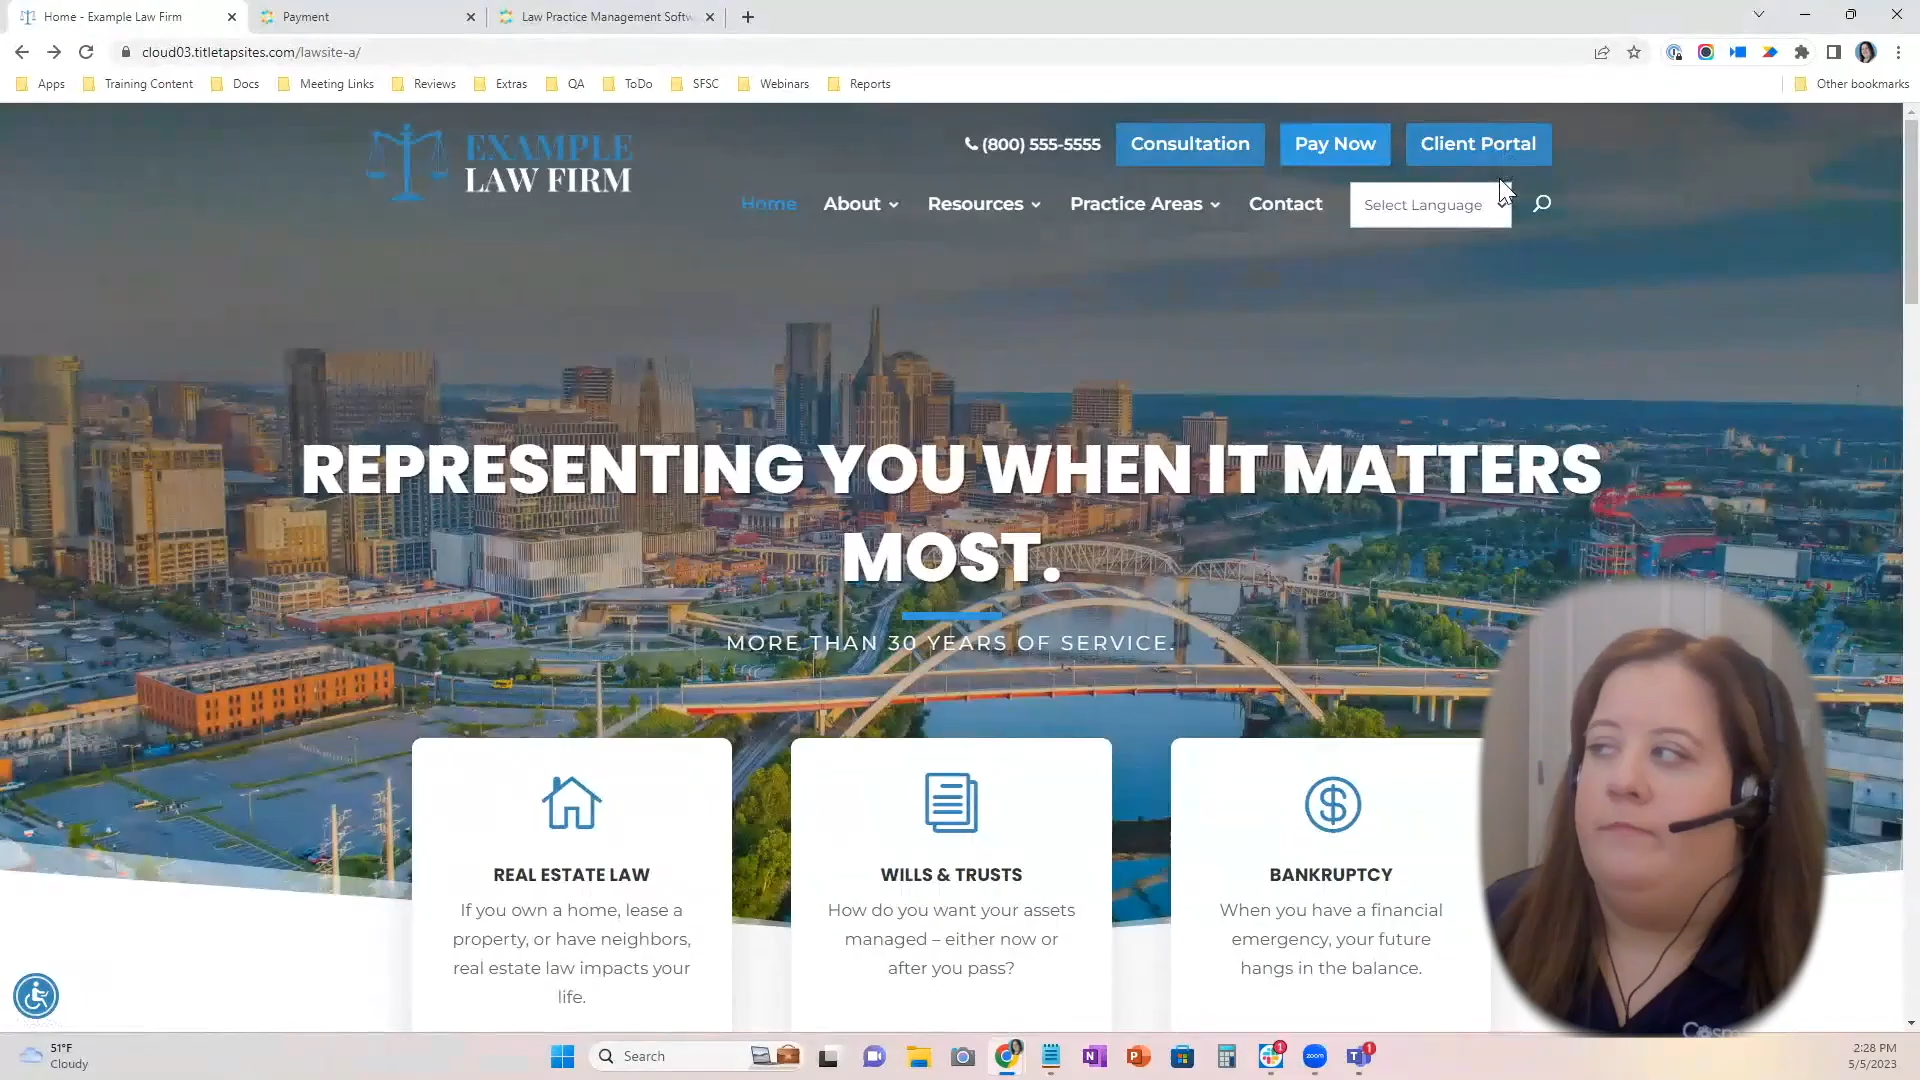 Home - Example Law Firm
Payment
Law Practice Management Softw
cloud03.titletapsites.com/lawsite-a/
Apps
Training Content
Docs
Meeting Links
Reviews
Extras
QA
ToDo
SFSC
Webinars
Reports
Other bookmarks
EXAMPLE
LAW FIRM
(800) 555-5555
Consultation
Pay Now
Client Portal
Home
About
Resources
Practice Areas
Contact
Select Language
REPRESENTING YOU WHEN IT MATTERS
MOST.
MORE THAN 30 YEARS OF SERVICE.
REAL ESTATE LAW
If you own a home, lease a
property, or have neighbors,
real estate law impacts your
life.
WILLS & TRUSTS
How do you want your assets
managed – either now or
after you pass?
BANKRUPTCY
When you have a financial
emergency, your future
hangs in the balance.
Cosm
51°F
Cloudy
Search
zoom
1
1
2:28 PM
5/5/2023